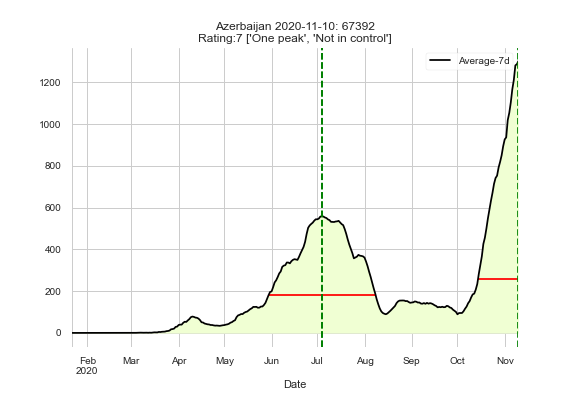 Azerbaijan 2020-11-10: 67392
Rating:7 ['One peak', 'Not in control']
Average-7d
1200
1000
800
600
400
200
0
Feb Mar Apr May Jun Jul Aug Sep Oct Nov
2020
Date